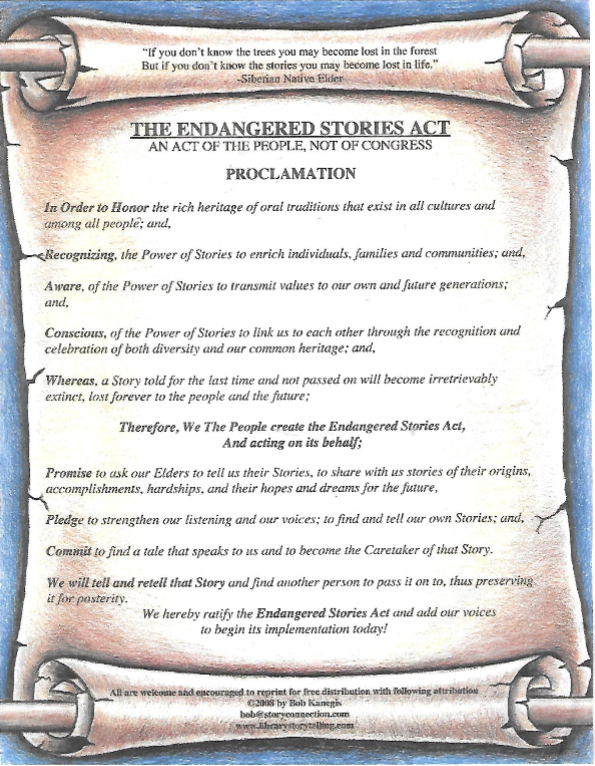 "If you don't know the trees you may become lost in the forest
But if you don't know the stories you may become lost in life."
-Siberian Native Elder
THE ENDANGERED STORIES ACT
AN ACT OF THE PEOPLE, NOT OF CONGRESS
PROCLAMATION
In Order to Honor the rich heritage of oral traditions that exist in all cultures and
among all people; and,
Recognizing, the Power of Stories to enrich individuals, families and communities; and,
Aware, of the Power of Stories to transmit values to our own and future generations;
and,
Conscious, of the Power of Stories to link us to each other through the recognition and
celebration of both diversity and our common heritage; and,
Whereas, a Story told for the last time and not passed on will become irretrievably
extinct, lost forever to the people and the future;
Therefore, We The People create the Endangered Stories Act,
And acting on its behalf;
Promise to ask our Elders to tell us their Stories, to share with us stories of their origins,
accomplishments, hardships, and their hopes and dreams for the future,
Pledge to strengthen our listening and our voices; to find and tell our own Stories; and,
Commit to find a tale that speaks to us and to become the Caretaker of that Story.
We will tell and retell that Story and find another person to pass it on to, thus preserving
it for posterity.
We hereby ratify the Endangered Stories Act and add our voices
to begin its implementation today!
All are welcome and encouraged to reprint for free distribution with following attribution
©2008 by Bob Kanegis
bob@storyconnection.com
www.librarystorytelling.com